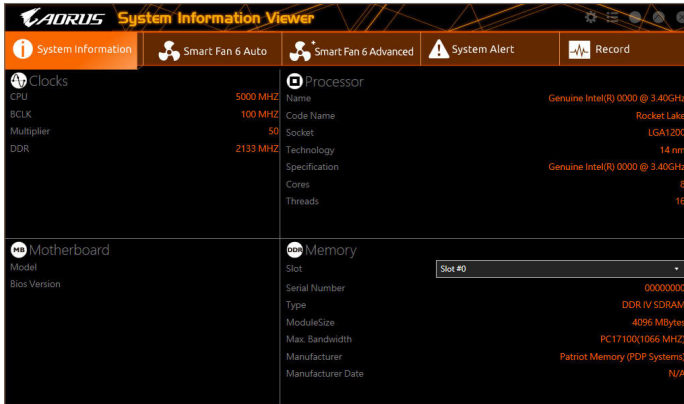 AORUS System Information Viewer
System Information
Smart Fan 6 Auto
Smart Fan 6 Advanced
System Alert
Record
Clocks
CPU 5000 MHZ
BCLK 100 MHZ
Multiplier 50
DDR 2133 MHZ
Processor
Name Genuine Intel(R) 0000 @ 3.40GHz
Code Name Rocket Lake
Socket LGA1200
Technology 14 nm
Specification Genuine Intel(R) 0000 @ 3.40GHz
Cores 8
Threads 16
MB Motherboard
Model
Bios Version
DDR Memory
Slot Slot #0
Serial Number 00000000
Type DDR IV SDRAM
ModuleSize 4096 MBytes
Max. Bandwidth PC17100(1066 MHZ)
Manufacturer Patriot Memory (PDP Systems)
Manufacturer Date N/A